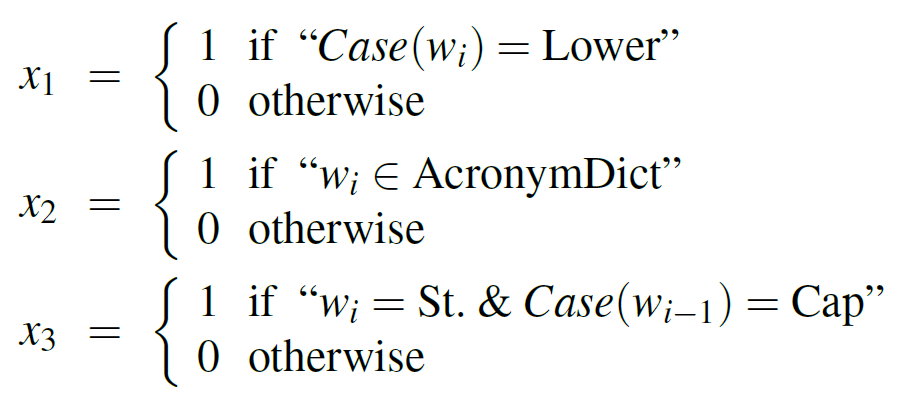 x₁ = { 1 if “Case(wᵢ) = Lower”
0 otherwise
x₂ = { 1 if “wᵢ ∈ AcronymDict”
0 otherwise
x₃ = { 1 if “wᵢ = St. & Case(wᵢ₋₁) = Cap”
0 otherwise